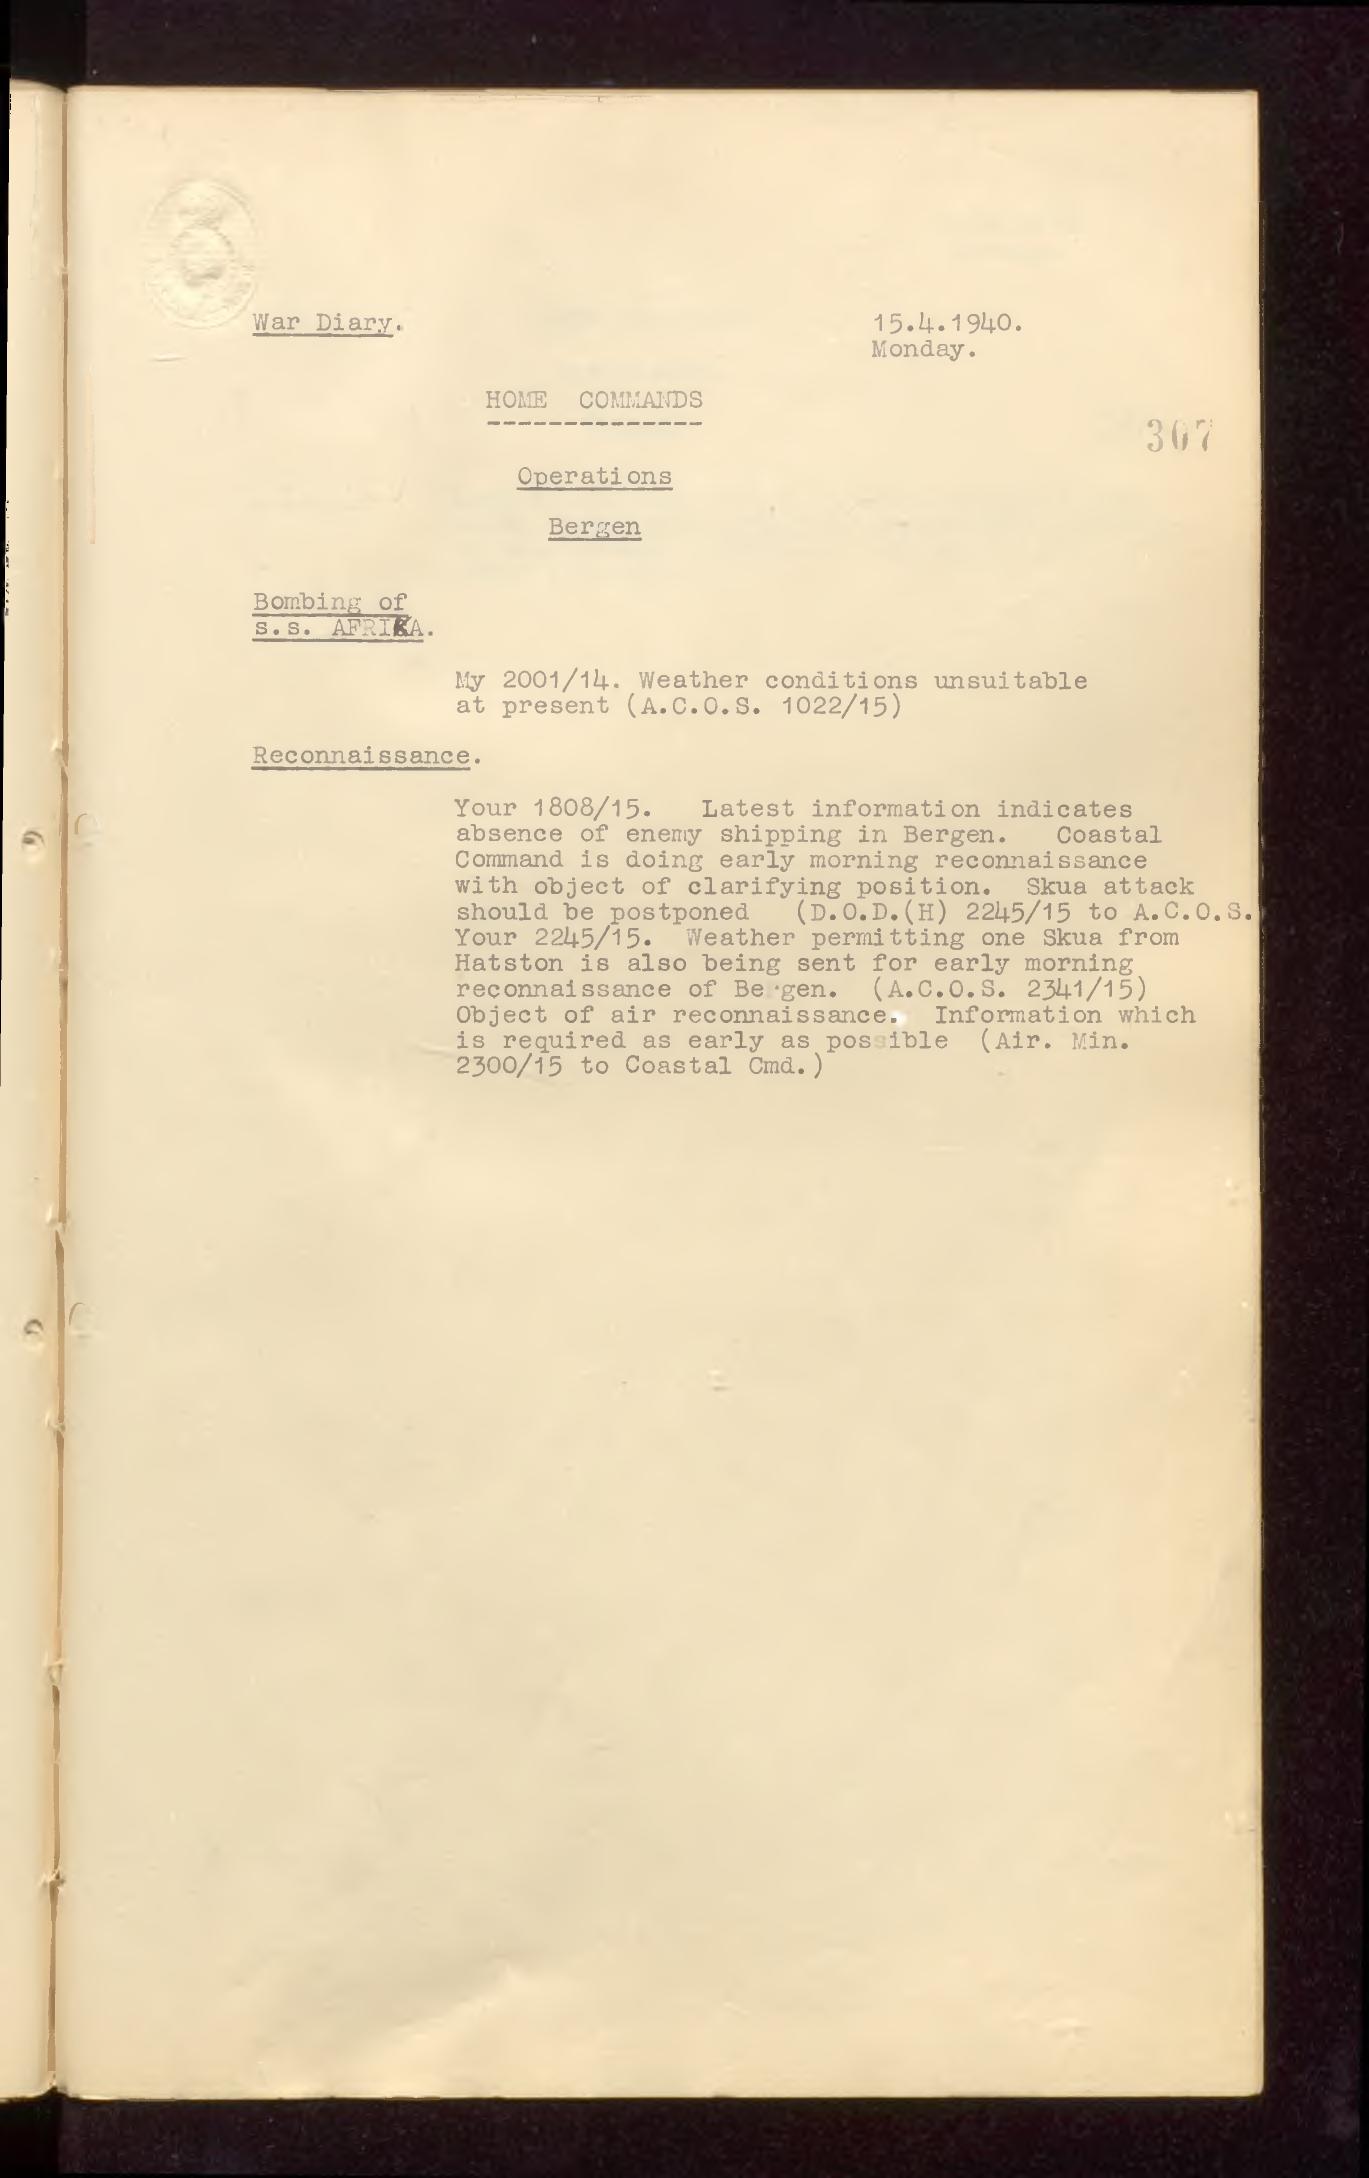 War Diary.
15.4.1940.
Monday.
HOME COMMANDS
307
Operations
Bergen
Bombing of
s.s. AFRIKA.
My 2001/14. Weather conditions unsuitable
at present (A.C.O.S. 1022/15)
Reconnaissance.
Your 1808/15. Latest information indicates
absence of enemy shipping in Bergen. Coastal
Command is doing early morning reconnaissance
with object of clarifying position. Skua attack
should be postponed (D.O.D.(H) 2245/15 to A.C.O.S.
Your 2245/15. Weather permitting one Skua from
Hatston is also being sent for early morning
reconnaissance of Bergen. (A.C.O.S. 2341/15)
Object of air reconnaissance. Information which
is required as early as possible (Air. Min.
2300/15 to Coastal Cmd.)